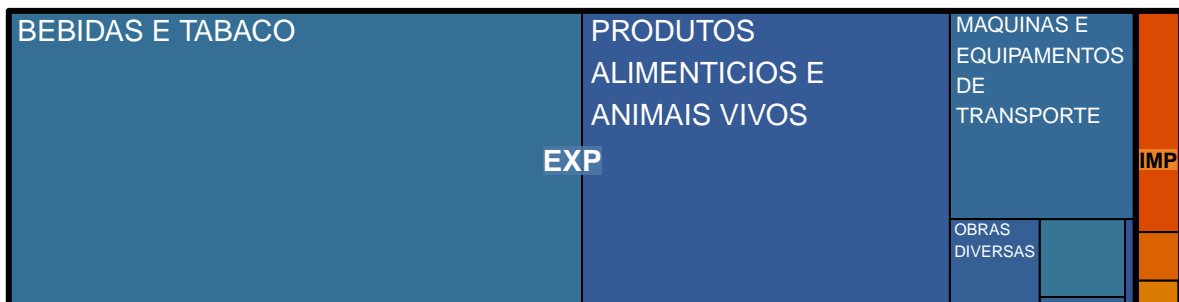 BEBIDAS E TABACO
PRODUTOS
ALIMENTICIOS E
ANIMAIS VIVOS
MAQUINAS E
EQUIPAMENTOS
DE
TRANSPORTE
EXP
IMP
OBRAS
DIVERSAS